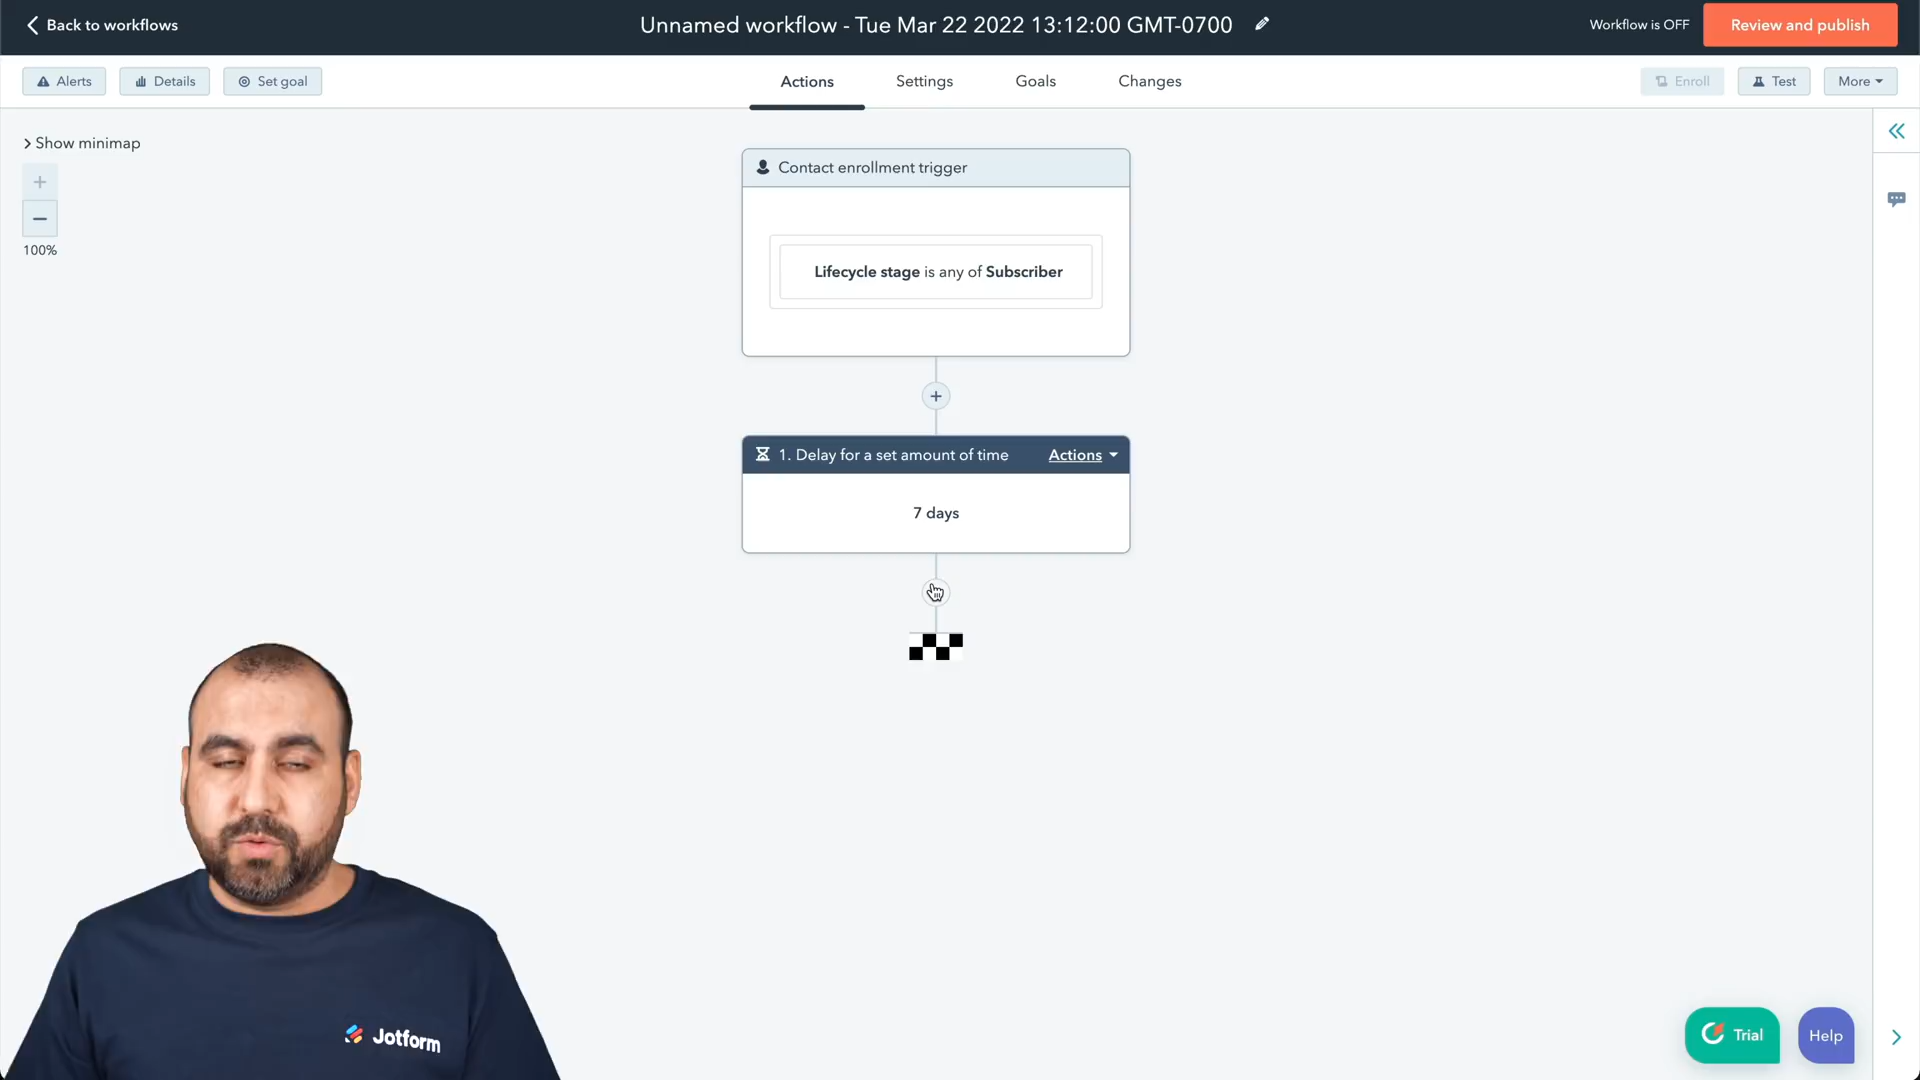 Back to workflows
Unnamed workflow - Tue Mar 22 2022 13:12:00 GMT-0700
Workflow is OFF
Review and publish
Alerts
Details
Set goal
Actions
Settings
Goals
Changes
Enroll
Test
More
Show minimap
100%
Contact enrollment trigger
Lifecycle stage is any of Subscriber
1. Delay for a set amount of time
Actions
7 days
Jotform
Trial
Help